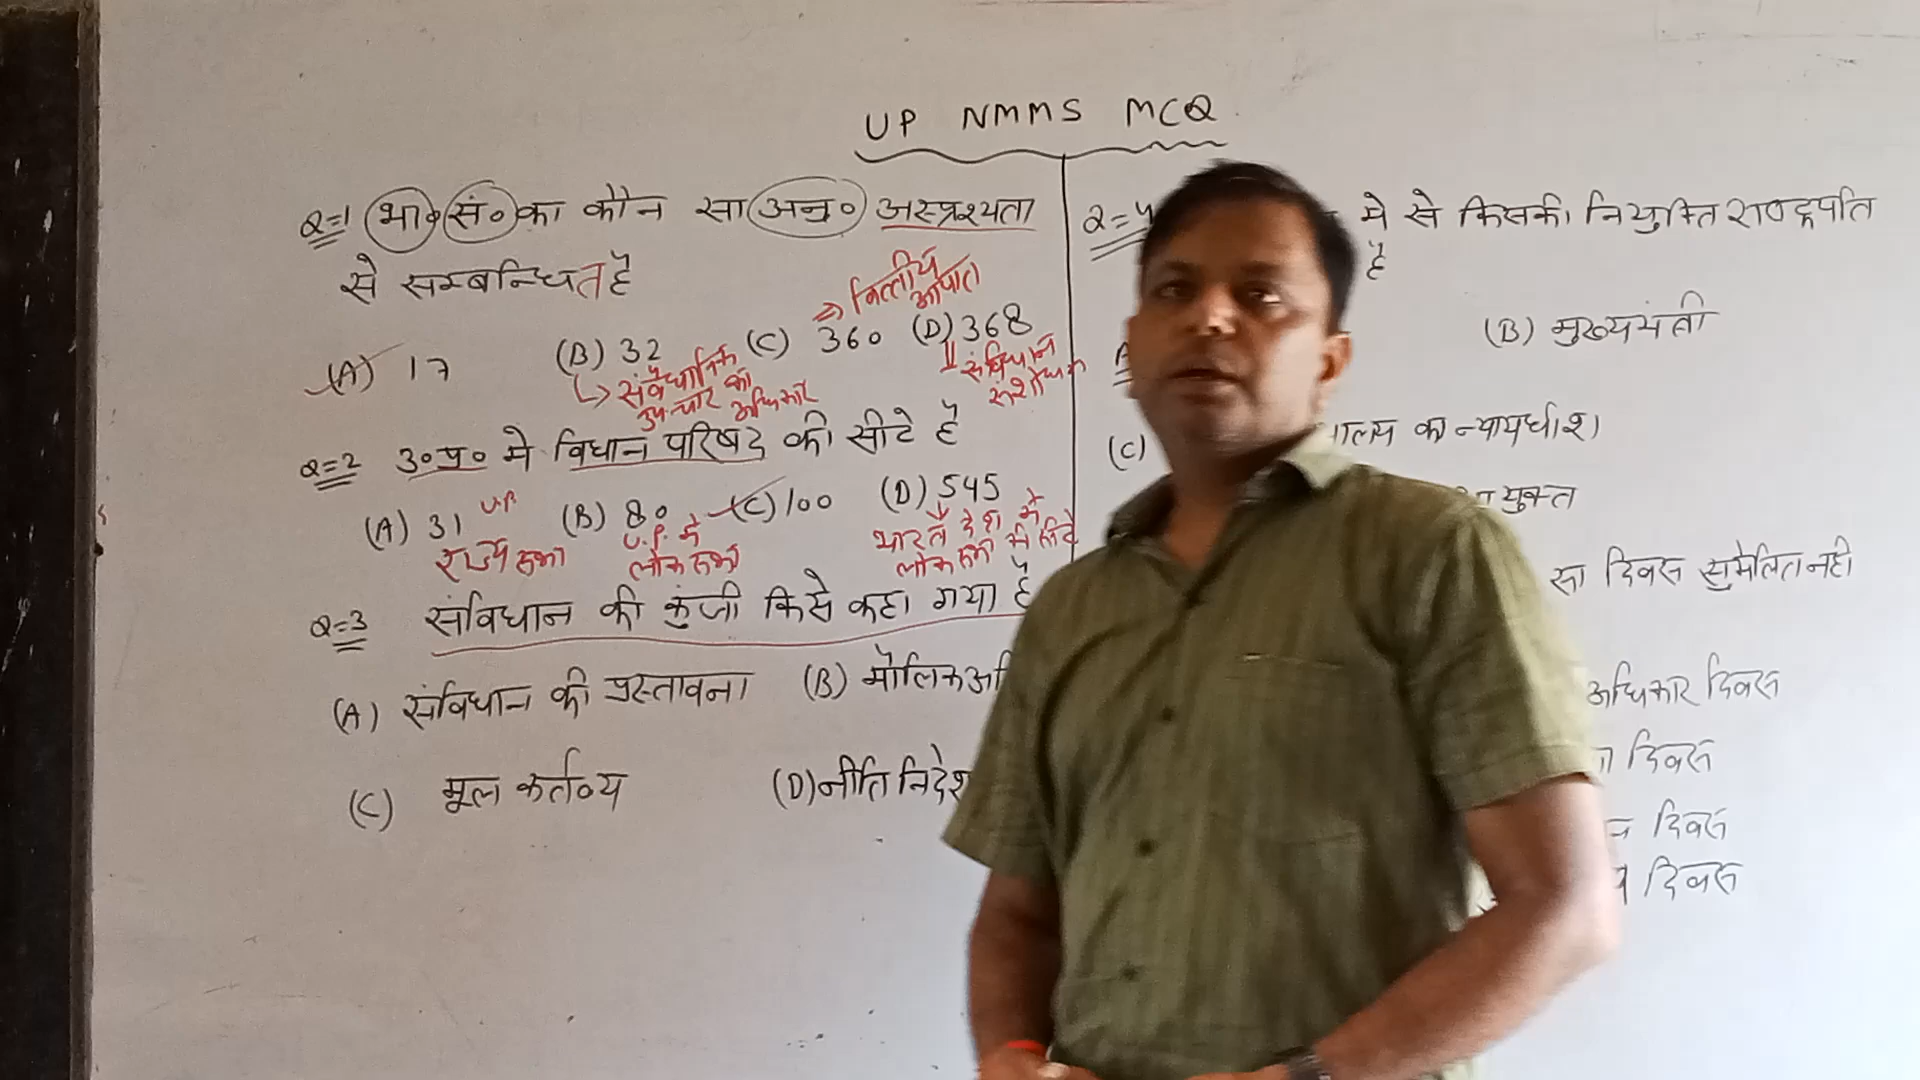 UP NMMS MCQ
Q=1 भा० सं० का कौन सा अनु० अस्प्रश्यता
से सम्बन्धित है
⇒ वित्तीय
आपात
(A) 17 (B) 32 (C) 360 (D) 368
↳ संवैधानिक
उपचार का
अधिकार
⇓ संविधान
संशोधन
Q=2 उ०प्र० मे विधान परिषद की सीटे है
(A) 31 (B) 80 (C) 100 (D) 545
U.P.
राज्य सभा
U.P. में
लोक सभा
भारत देश में
लोक सभा की सीटे
Q=3 संविधान की कुंजी किसे कहा गया है
(A) संविधान की प्रस्तावना (B) मौलिक अ
(C) मूल कर्तव्य (D) नीति निदेश
Q=4 मे से किसकी नियुक्ति राष्ट्रपति
है
(B) मुख्यमंत्री
(C) का न्यायधीश
युक्त
सा दिवस सुमेलित नही
अधिकार दिवस
दिवस
दिवस
दिवस